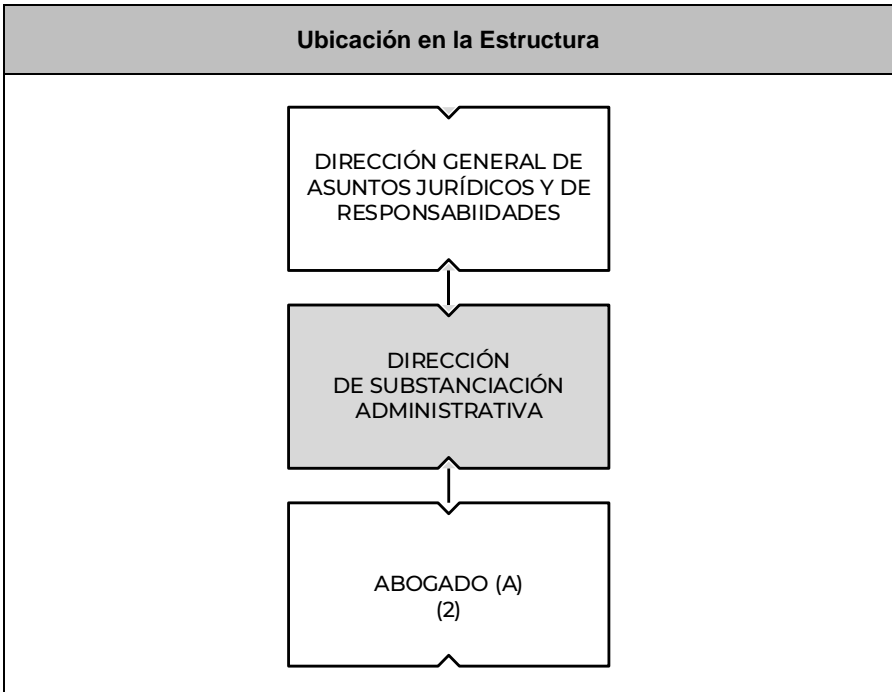 Ubicación en la Estructura
DIRECCIÓN GENERAL DE
ASUNTOS JURÍDICOS Y DE
RESPONSABIIDADES
DIRECCIÓN
DE SUBSTANCIACIÓN
ADMINISTRATIVA
ABOGADO (A)
(2)